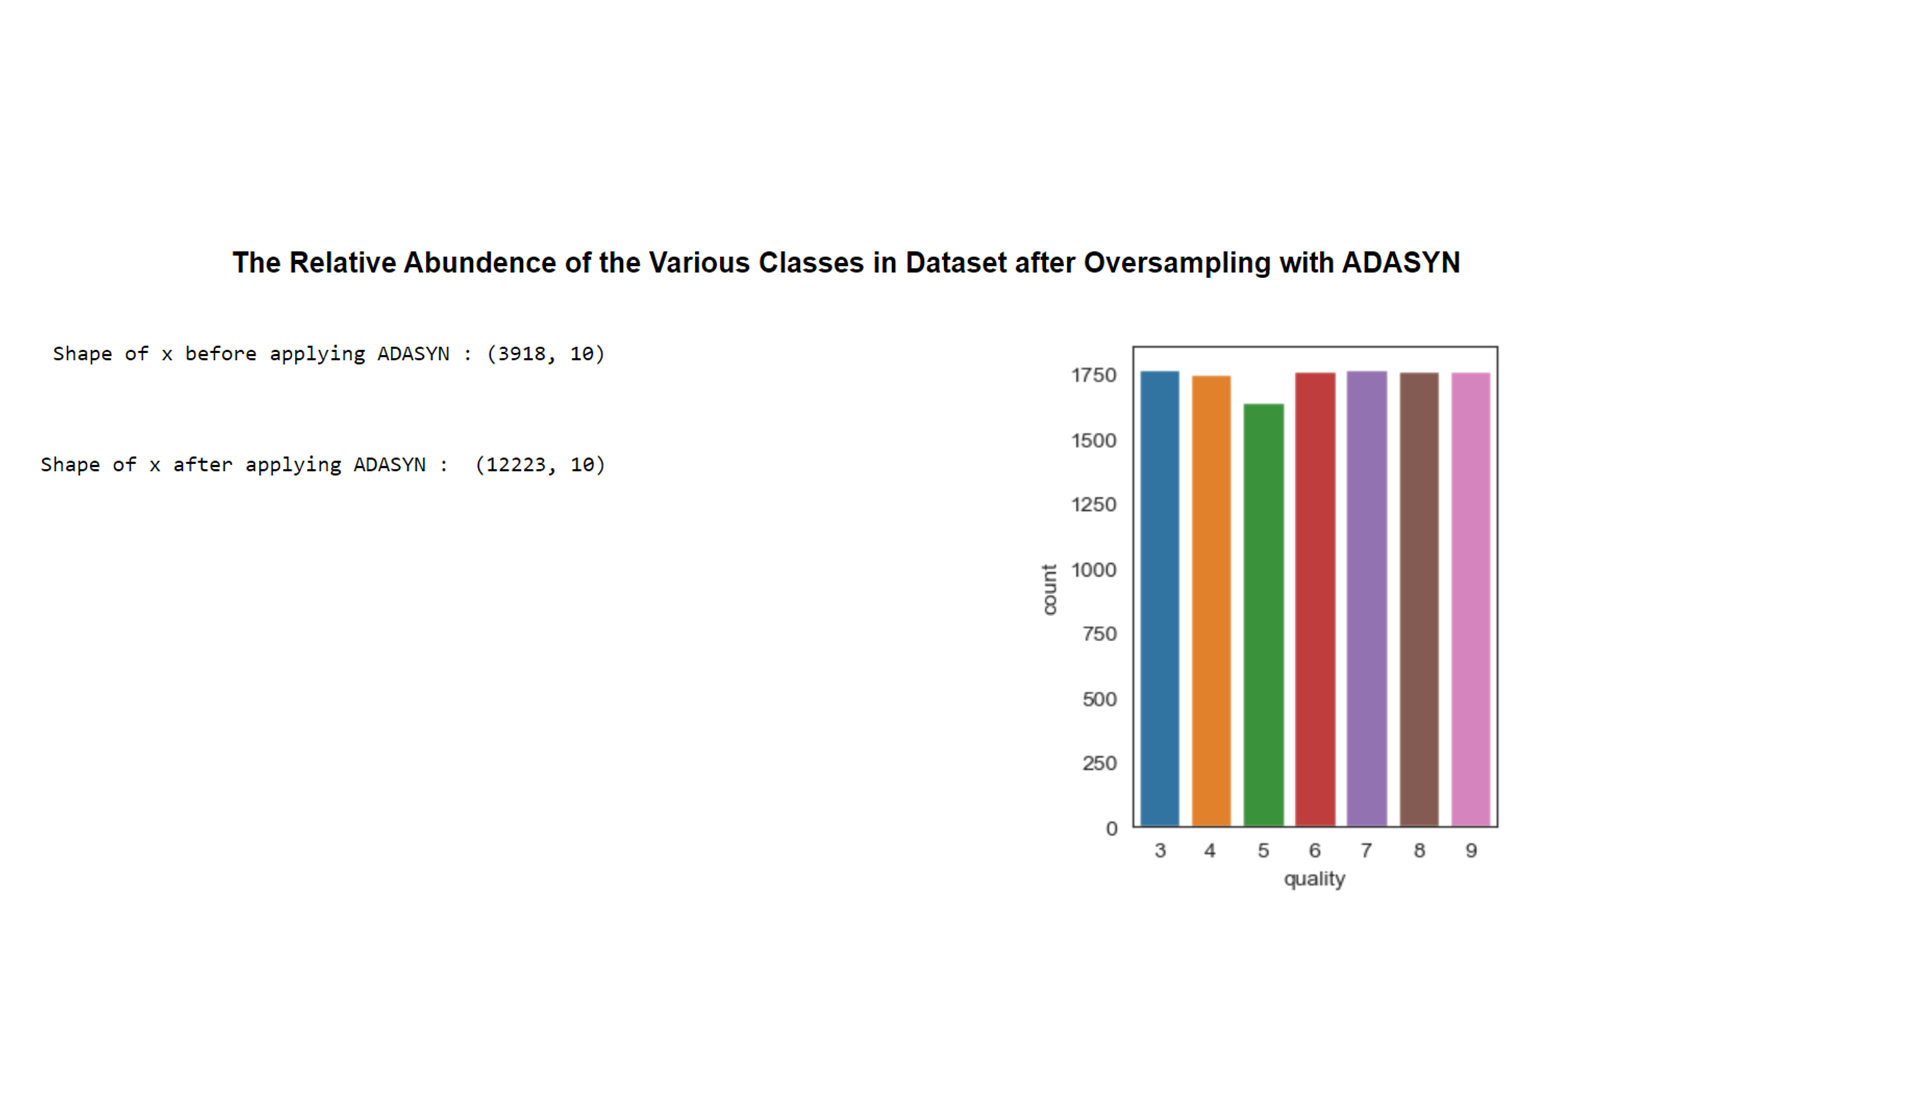 The Relative Abundence of the Various Classes in Dataset after Oversampling with ADASYN
Shape of x before applying ADASYN : (3918, 10)
Shape of x after applying ADASYN :  (12223, 10)
1750
1500
1250
1000
750
500
250
0
count
3 4 5 6 7 8 9
quality